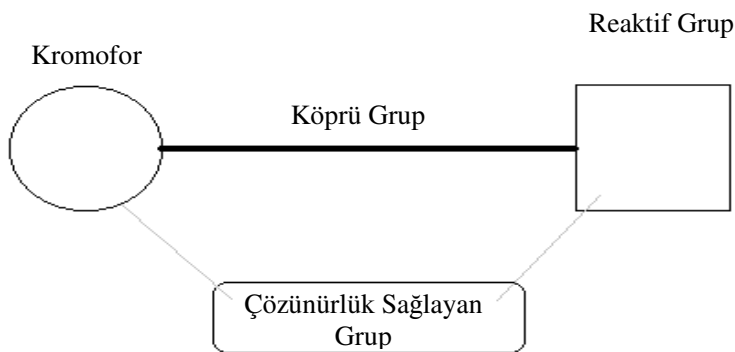 Reaktif Grup
Kromofor
Köprü Grup
Çözünürlük Sağlayan
Grup